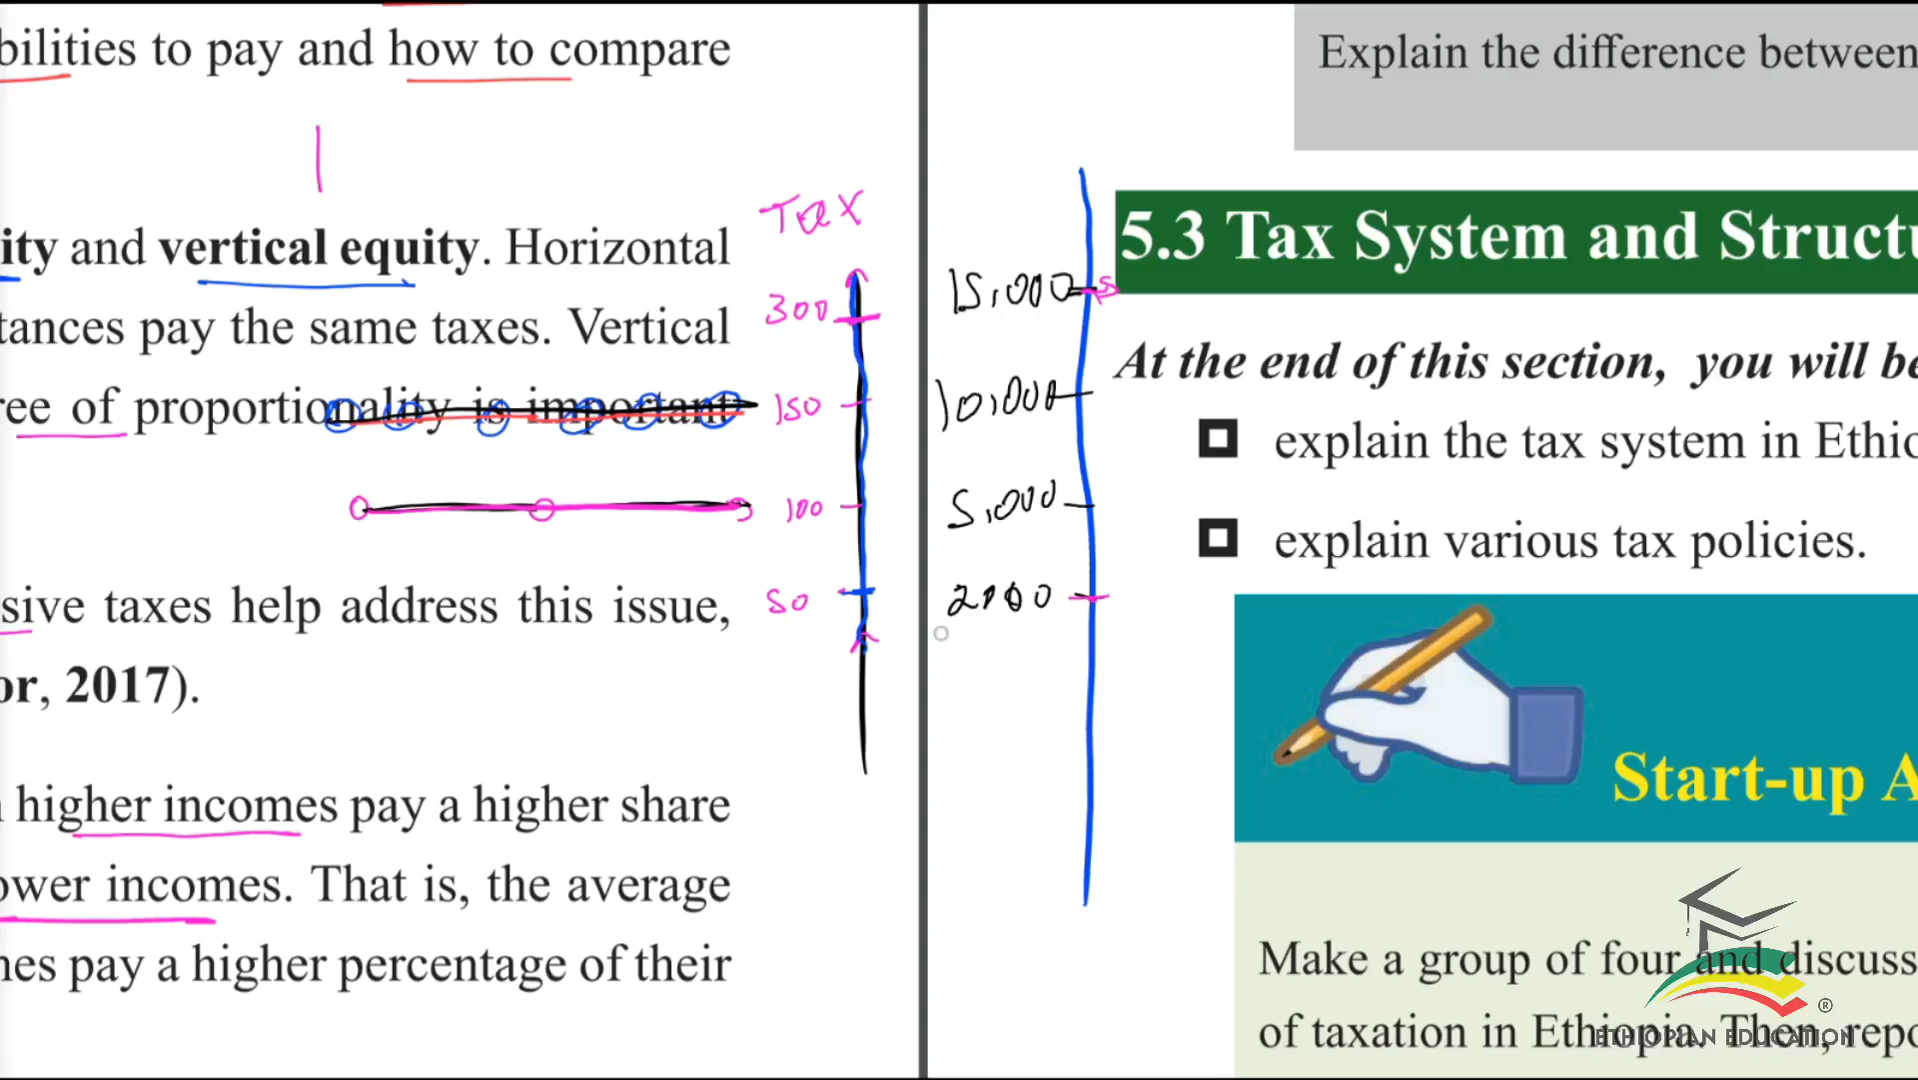 bilities to pay and how to compare
ity and vertical equity. Horizontal
tances pay the same taxes. Vertical
ree of proportionality is important
sive taxes help address this issue,
or, 2017).
higher incomes pay a higher share
ower incomes. That is, the average
nes pay a higher percentage of their
Tax
300
150
100
50
15,000
10,000
5,000
2000
Explain the difference between
5.3 Tax System and Structu
At the end of this section, you will be
explain the tax system in Ethio
explain various tax policies.
Start-up A
Make a group of four and discuss
of taxation in Ethiopia. Then, repo
ETHIOPIAN EDUCATION
®